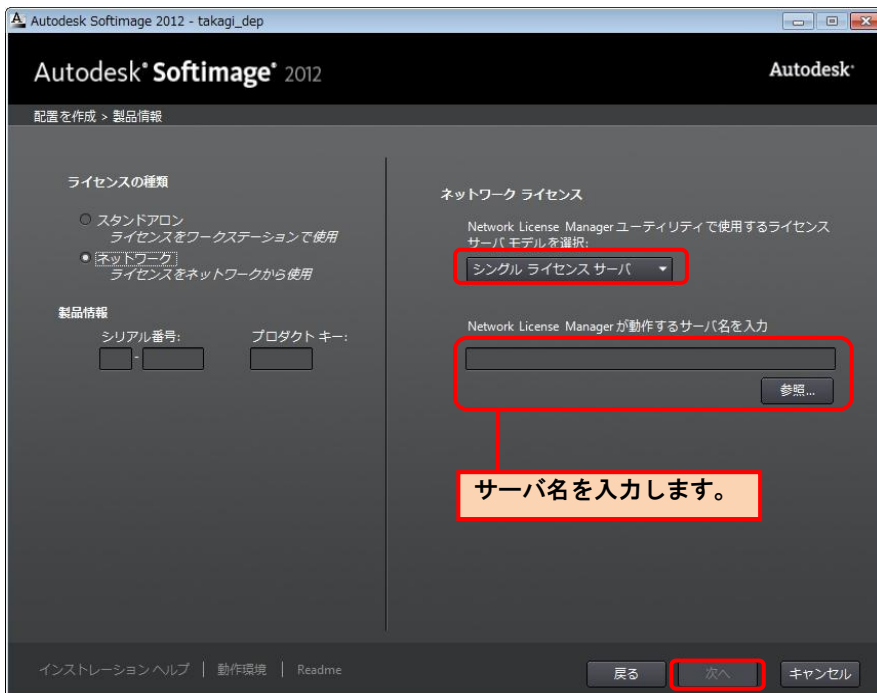 Autodesk Softimage 2012 - takagi_dep
Autodesk® Softimage® 2012
Autodesk®
配置を作成 > 製品情報
ライセンスの種類
スタンドアロン
ライセンスをワークステーションで使用
ネットワーク
ライセンスをネットワークから使用
製品情報
シリアル番号:
プロダクト キー:
-
ネットワーク ライセンス
Network License Manager ユーティリティで使用するライセンス
サーバ モデルを選択:
シングル ライセンス サーバ
Network License Manager が動作するサーバ名を入力
参照...
サーバ名を入力します。
インストレーション ヘルプ | 動作環境 | Readme
戻る
次へ
キャンセル